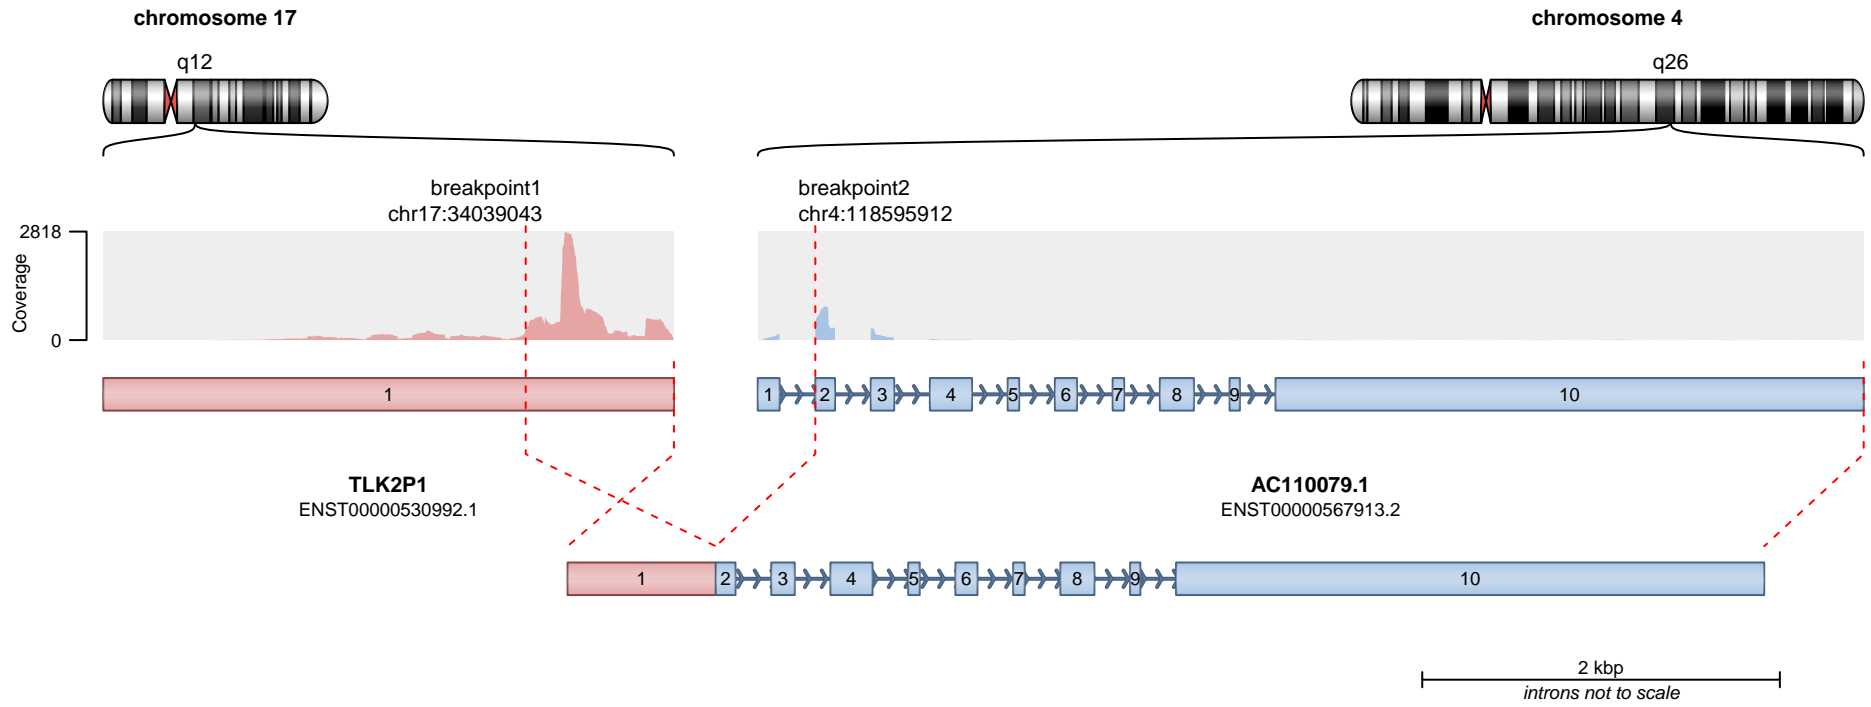 chromosome 17
chromosome 4
q12
q26
breakpoint1
chr17:34039043
breakpoint2
chr4:118595912
2818
0
Coverage
1
1 2 3 4 5 6 7 8 9 10
TLK2P1
ENST00000530992.1
AC110079.1
ENST00000567913.2
1 2 3 4 5 6 7 8 9 10
2 kbp
introns not to scale